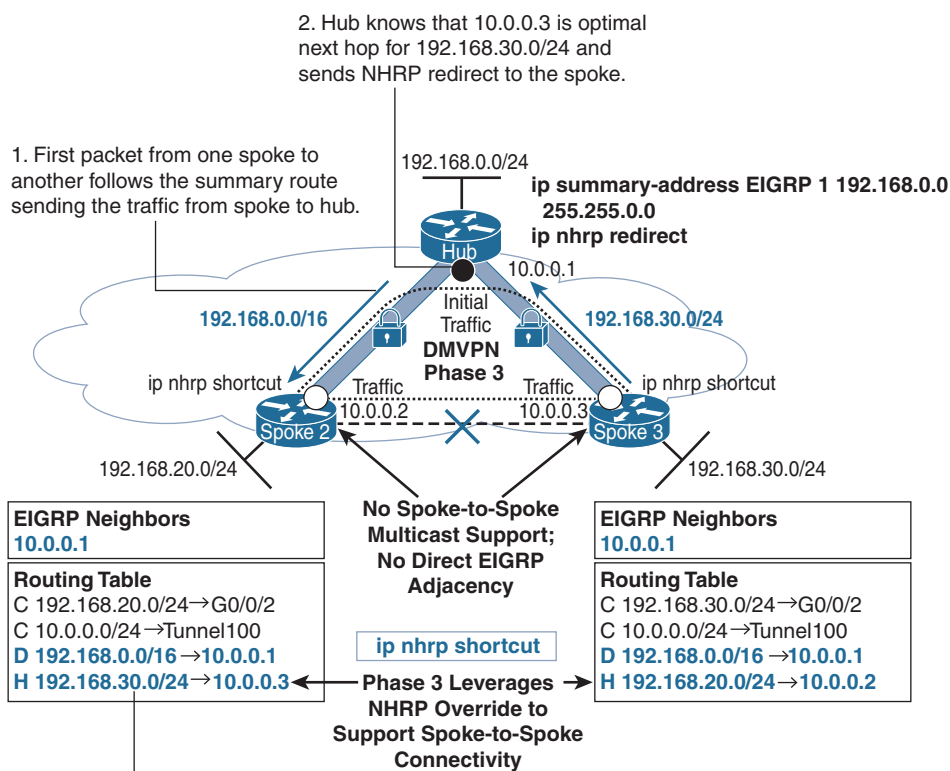 2. Hub knows that 10.0.0.3 is optimal
next hop for 192.168.30.0/24 and
sends NHRP redirect to the spoke.
1. First packet from one spoke to
another follows the summary route
sending the traffic from spoke to hub.
192.168.0.0/24
ip summary-address EIGRP 1 192.168.0.0
255.255.0.0
ip nhrp redirect
Hub
10.0.0.1
192.168.0.0/16
Initial
Traffic
DMVPN
Phase 3
192.168.30.0/24
ip nhrp shortcut
Traffic
Traffic
ip nhrp shortcut
10.0.0.2
10.0.0.3
Spoke 2
Spoke 3
192.168.20.0/24
192.168.30.0/24
EIGRP Neighbors
10.0.0.1
No Spoke-to-Spoke
Multicast Support;
No Direct EIGRP
Adjacency
EIGRP Neighbors
10.0.0.1
Routing Table
C 192.168.20.0/24→G0/0/2
C 10.0.0.0/24→Tunnel100
D 192.168.0.0/16→10.0.0.1
H 192.168.30.0/24→10.0.0.3
ip nhrp shortcut
Phase 3 Leverages
NHRP Override to
Support Spoke-to-Spoke
Connectivity
Routing Table
C 192.168.30.0/24→G0/0/2
C 10.0.0.0/24→Tunnel100
D 192.168.0.0/16→10.0.0.1
H 192.168.20.0/24→10.0.0.2